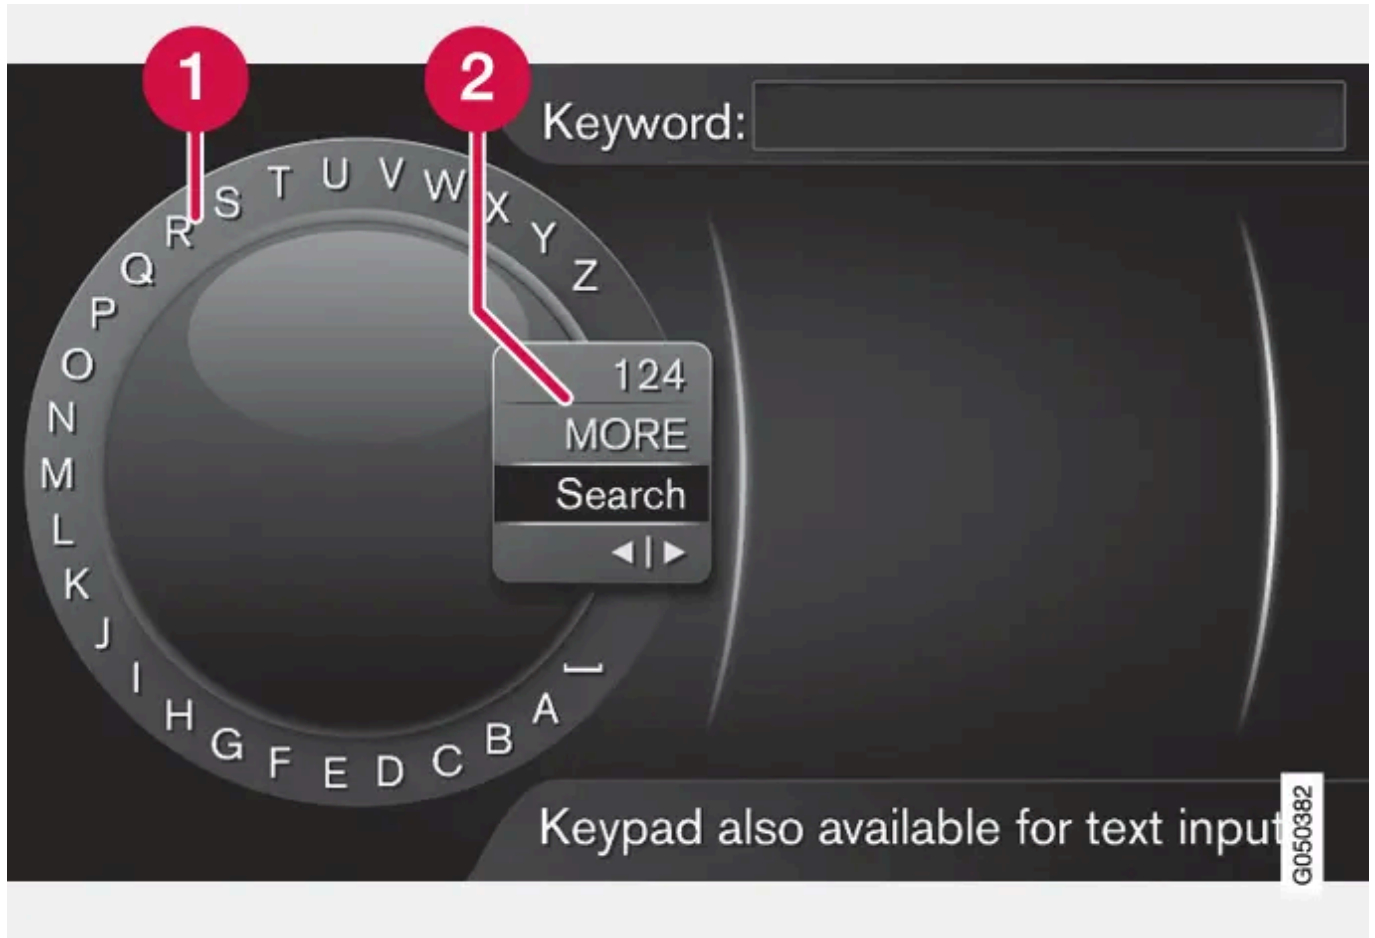 1
2
Keyword:
A B C D E F G H I J K L M N O P Q R S T U V W X Y Z
124
MORE
Search
◀|▶
Keypad also available for text input
G050382